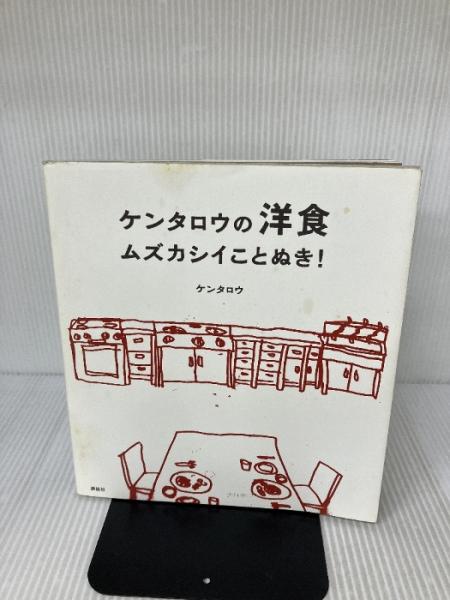 ケンタロウの洋食
ムズカシイことぬき!
ケンタロウ
講談社